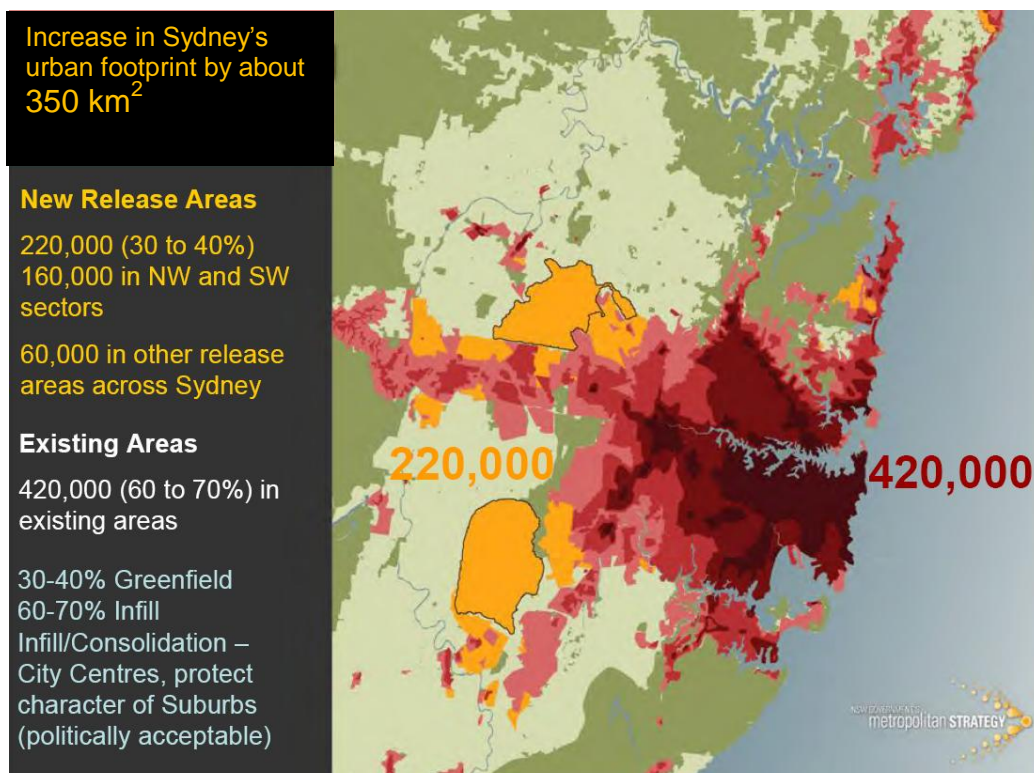 Increase in Sydney's
urban footprint by about
350 km²
New Release Areas
220,000 (30 to 40%)
160,000 in NW and SW
sectors
60,000 in other release
areas across Sydney
Existing Areas
420,000 (60 to 70%) in
existing areas
30-40% Greenfield
60-70% Infill
Infill/Consolidation –
City Centres, protect
character of Suburbs
(politically acceptable)
220,000
420,000
NSW GOVERNMENT'S
metropolitan STRATEGY